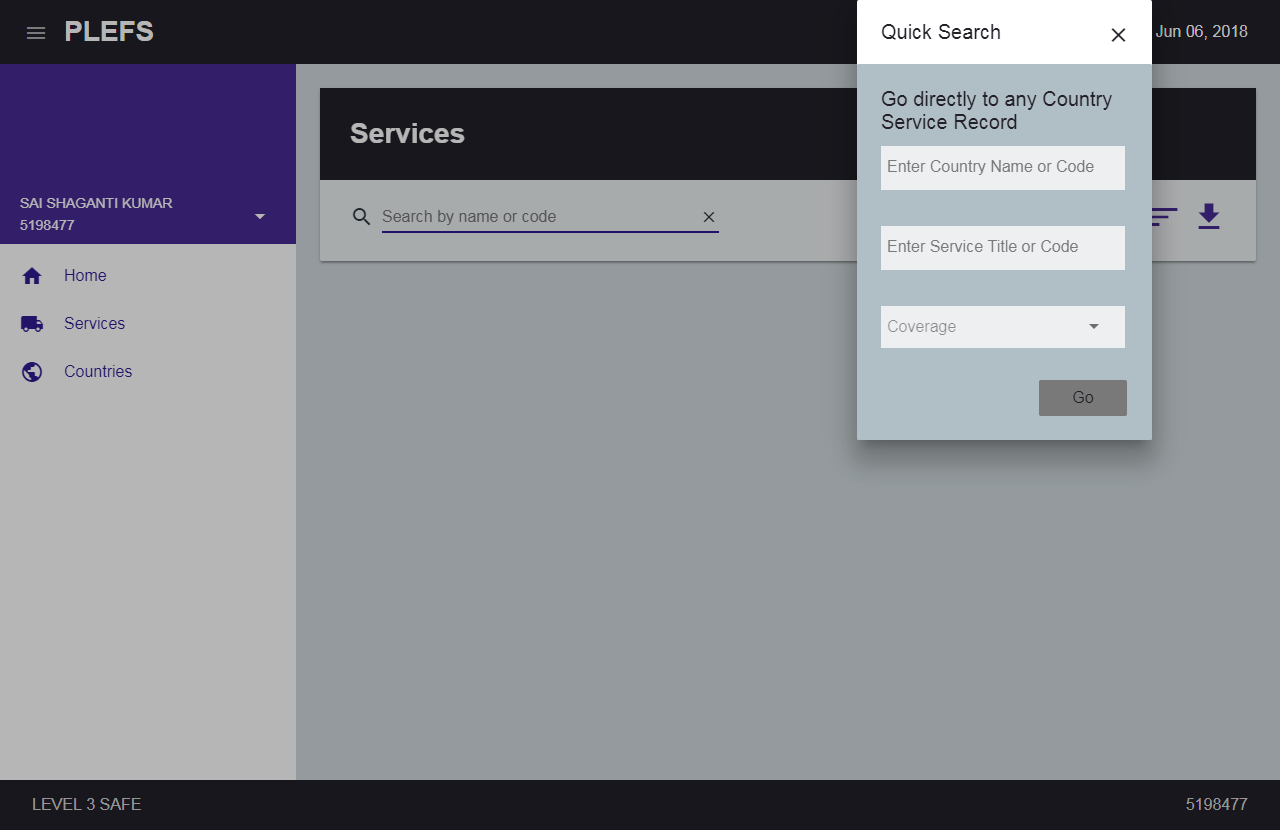 PLEFS
Quick Search
Jun 06, 2018
Go directly to any Country
Service Record
Services
Enter Country Name or Code
SAI SHAGANTI KUMAR
5198477
Search by name or code
Enter Service Title or Code
Home
Services
Coverage
Countries
Go
LEVEL 3 SAFE
5198477